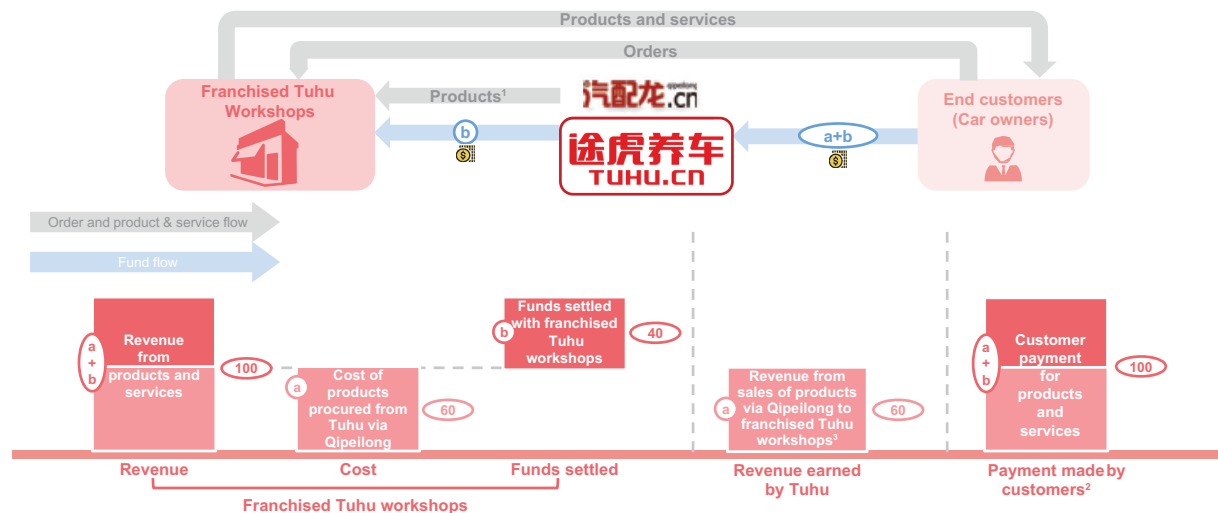 Products and services
Orders
Franchised Tuhu
Workshops
Products¹
qipeilong
汽配龙.cn
End customers
(Car owners)
b
a+b
途虎养车
TUHU.CN
Order and product & service flow
Fund flow
a
+
b
Revenue
from
products and
services
100
a
Cost of
products
procured from
Tuhu via
Qipeilong
60
b
Funds settled
with franchised
Tuhu
workshops
40
a
Revenue from
sales of products
via Qipeilong to
franchised Tuhu
workshops³
60
a
+
b
Customer
payment
for
products
and
services
100
Revenue
Cost
Funds settled
Revenue earned
by Tuhu
Payment made by
customers²
Franchised Tuhu workshops